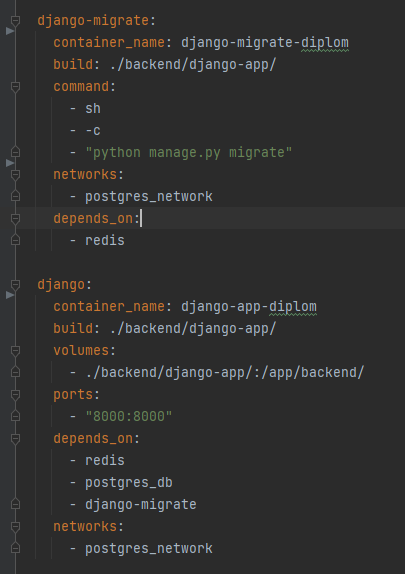 django-migrate:
container_name: django-migrate-diplom
build: ./backend/django-app/
command:
- sh
- -c
- "python manage.py migrate"
networks:
- postgres_network
depends_on:
- redis
django:
container_name: django-app-diplom
build: ./backend/django-app/
volumes:
- ./backend/django-app/:/app/backend/
ports:
- "8000:8000"
depends_on:
- redis
- postgres_db
- django-migrate
networks:
- postgres_network